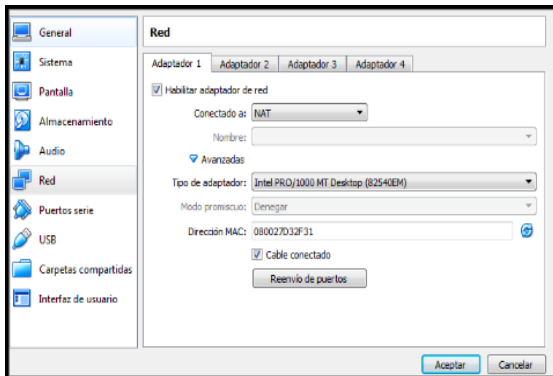 General
Sistema
Pantalla
Almacenamiento
Audio
Red
Puertos serie
USB
Carpetas compartidas
Interfaz de usuario
Red
Adaptador 1 Adaptador 2 Adaptador 3 Adaptador 4
Habilitar adaptador de red
Conectado a: NAT
Nombre:
Avanzadas
Tipo de adaptador: Intel PRO/1000 MT Desktop (82540EM)
Modo promiscuo: Denegar
Dirección MAC: 080027D32F31
Cable conectado
Reenvío de puertos
Aceptar Cancelar